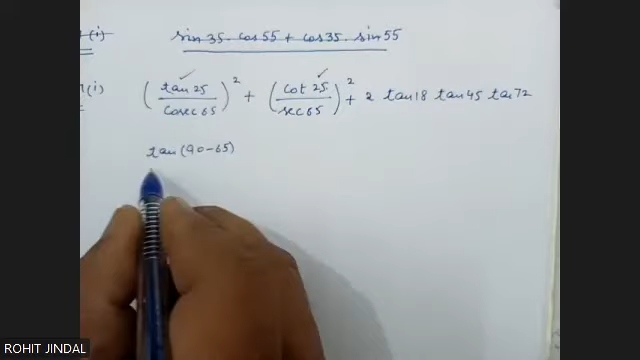 (i)
sin 35. cos 55 + cos 35. sin 55
(i) (tan 25 / cosec 65)² + (cot 25 / sec 65)² + 2 tan 18 tan 45 tan 72
tan (90-65)
ROHIT JINDAL